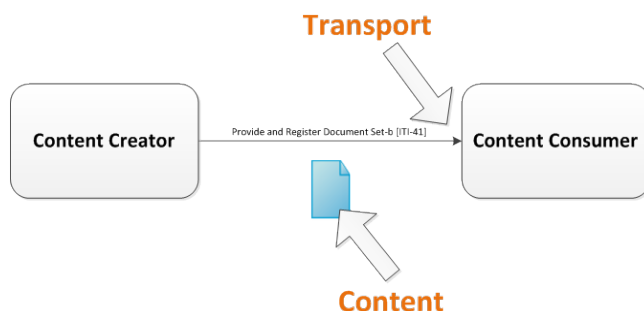 Transport
Content Creator
Provide and Register Document Set-b [ITI-41]
Content Consumer
Content